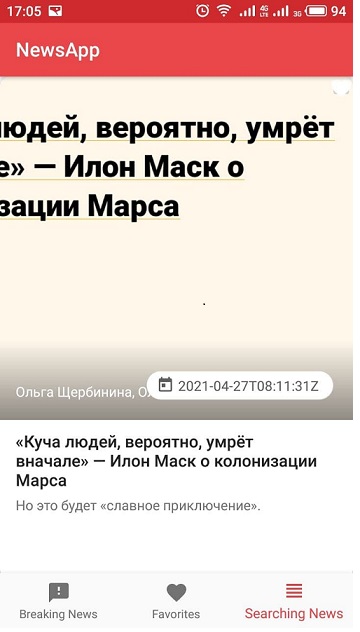 17:05
4G
LTE
3G
94
NewsApp
людей, вероятно, умрёт
е» — Илон Маск о
зации Марса
Ольга Щербинина, О
2021-04-27T08:11:31Z
«Куча людей, вероятно, умрёт
вначале» — Илон Маск о колонизации
Марса
Но это будет «славное приключение».
Breaking News
Favorites
Searching News